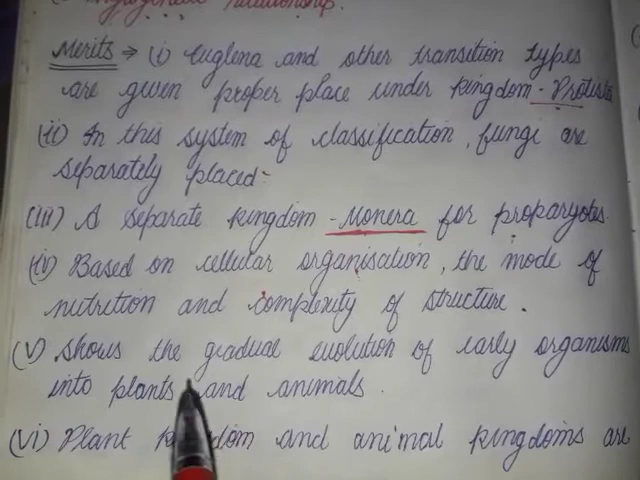 Phylogenetic relationship.
Merits → (i) Euglena and other transition types
are given proper place under kingdom - Protista
(ii) In this system of classification, fungi are
separately placed -
(iii) A separate kingdom - Monera for prokaryotes.
(iv) Based on cellular organisation, the mode of
nutrition and complexity of structure.
(v) Shows the gradual evolution of early organisms
into plants and animals.
(vi) Plant kingdom and animal kingdoms are